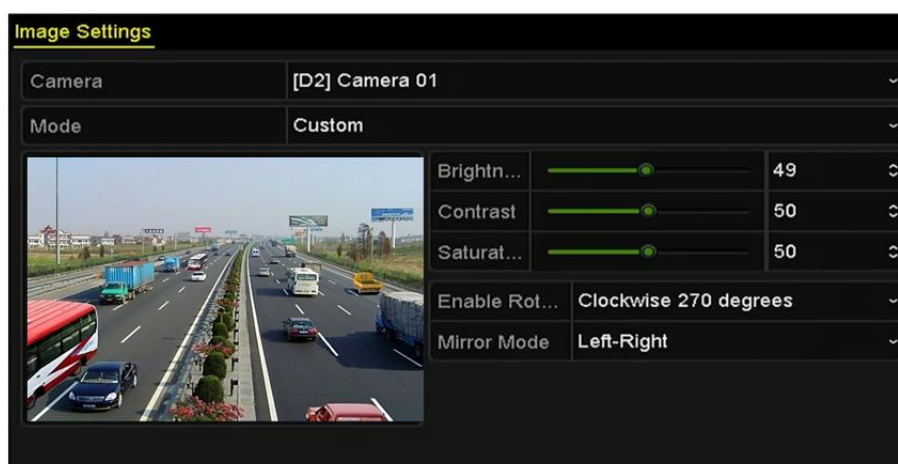 Image Settings
Camera [D2] Camera 01
Mode Custom
Brightn... 49
Contrast 50
Saturat... 50
Enable Rot... Clockwise 270 degrees
Mirror Mode Left-Right